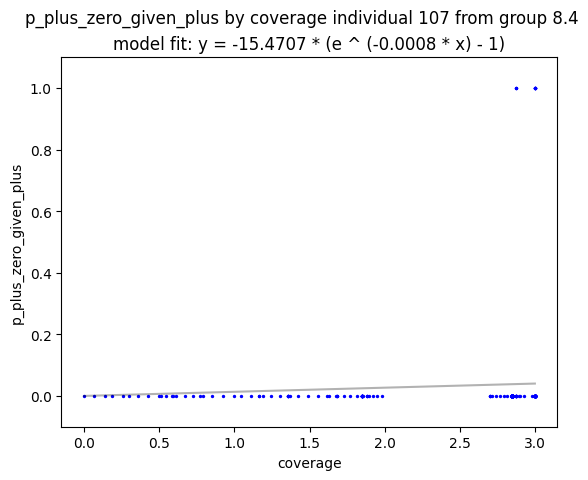 p_plus_zero_given_plus by coverage individual 107 from group 8.4
model fit: y = -15.4707 * (e ^ (-0.0008 * x) - 1)
1.0
0.8
0.6
0.4
0.2
0.0
p_plus_zero_given_plus
0.0 0.5 1.0 1.5 2.0 2.5 3.0
coverage